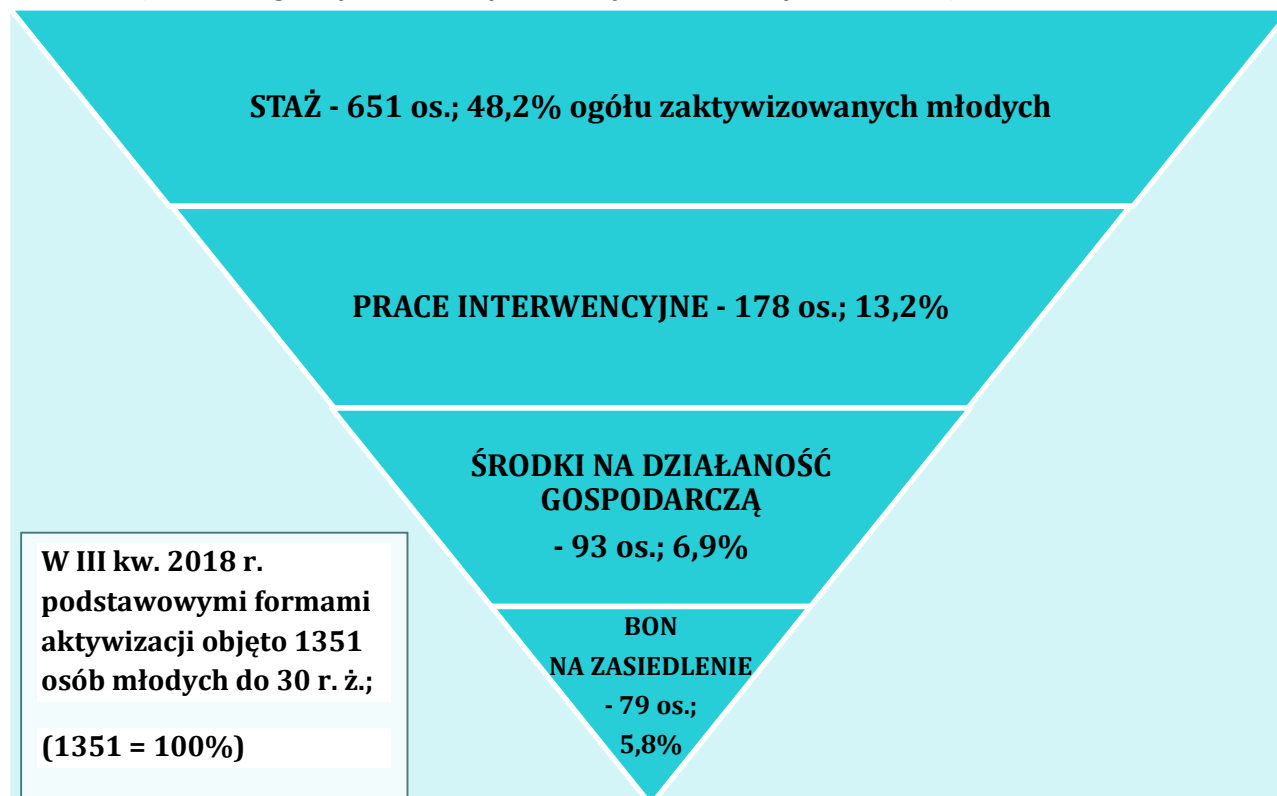 STAŻ - 651 os.; 48,2% ogółu zaktywizowanych młodych
PRACE INTERWENCYJNE - 178 os.; 13,2%
ŚRODKI NA DZIAŁANOŚĆ
GOSPODARCZĄ
- 93 os.; 6,9%
BON
NA ZASIEDLENIE
- 79 os.;
5,8%
W III kw. 2018 r.
podstawowymi formami
aktywizacji objęto 1351
osób młodych do 30 r. ż.;
(1351 = 100%)